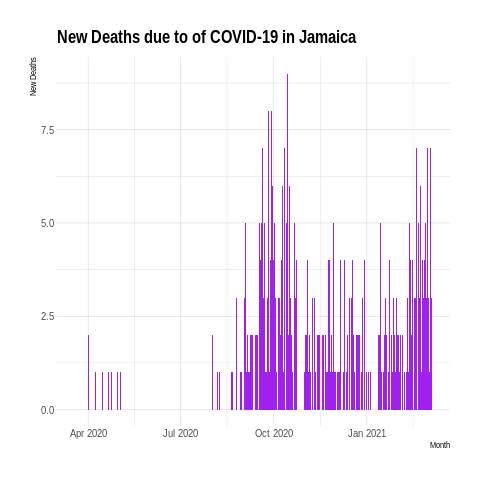 New Deaths due to of COVID-19 in Jamaica
New Deaths
7.5
5.0
2.5
0.0
Apr 2020 Jul 2020 Oct 2020 Jan 2021
Month